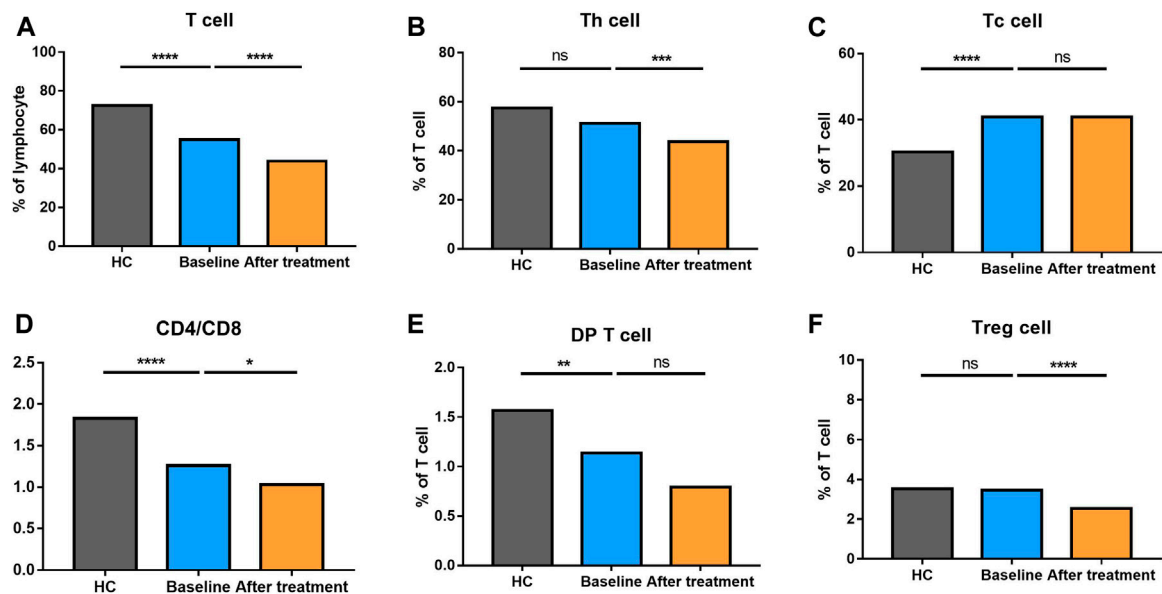 A
T cell
% of lymphocyte
100
80
60
40
20
0
****
****
HC
Baseline
After treatment
B
Th cell
% of T cell
80
60
40
20
0
ns
***
HC
Baseline
After treatment
C
Tc cell
% of T cell
60
40
20
0
****
ns
HC
Baseline
After treatment
D
CD4/CD8
2.5
2.0
1.5
1.0
0.5
0.0
****
*
HC
Baseline
After treatment
E
DP T cell
% of T cell
2.0
1.5
1.0
0.5
0.0
**
ns
HC
Baseline
After treatment
F
Treg cell
% of T cell
10
8
6
4
2
0
ns
****
HC
Baseline
After treatment